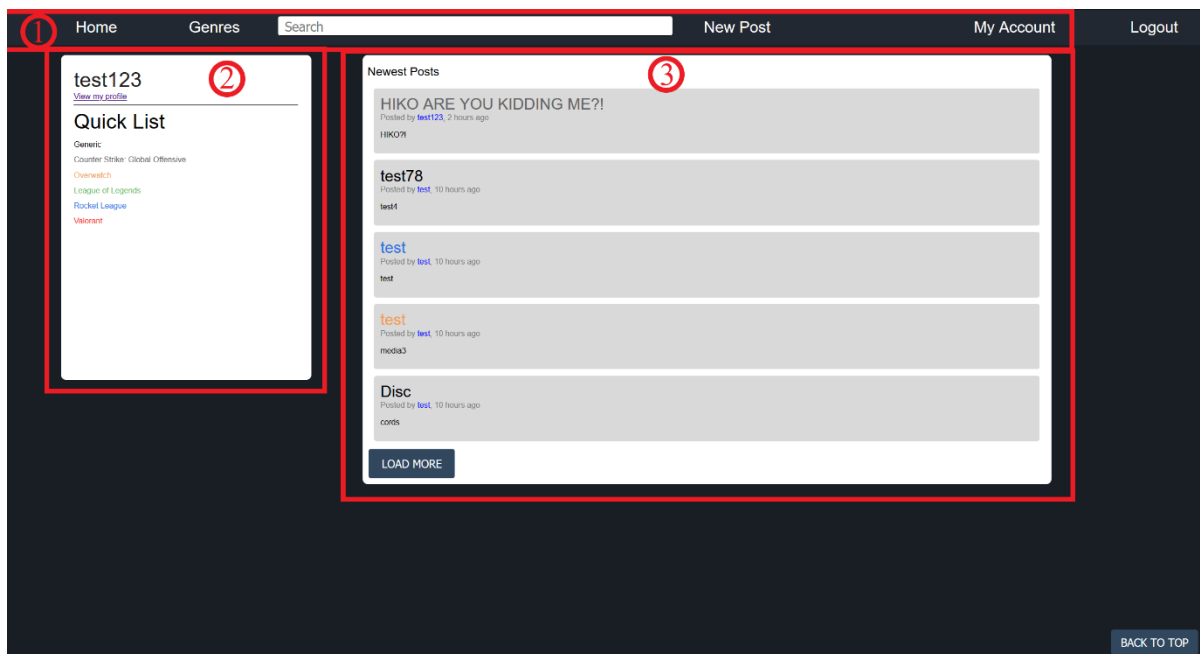 1 Home Genres Search New Post My Account Logout
2
test123
View my profile
Quick List
Generic
Counter Strike: Global Offensive
Overwatch
League of Legends
Rocket League
Valorant
3
Newest Posts
HIKO ARE YOU KIDDING ME?!
Posted by test123, 2 hours ago
HIKO?!
test78
Posted by test, 10 hours ago
test4
test
Posted by test, 10 hours ago
test
test
Posted by test, 10 hours ago
media3
Disc
Posted by test, 10 hours ago
cords
LOAD MORE
BACK TO TOP